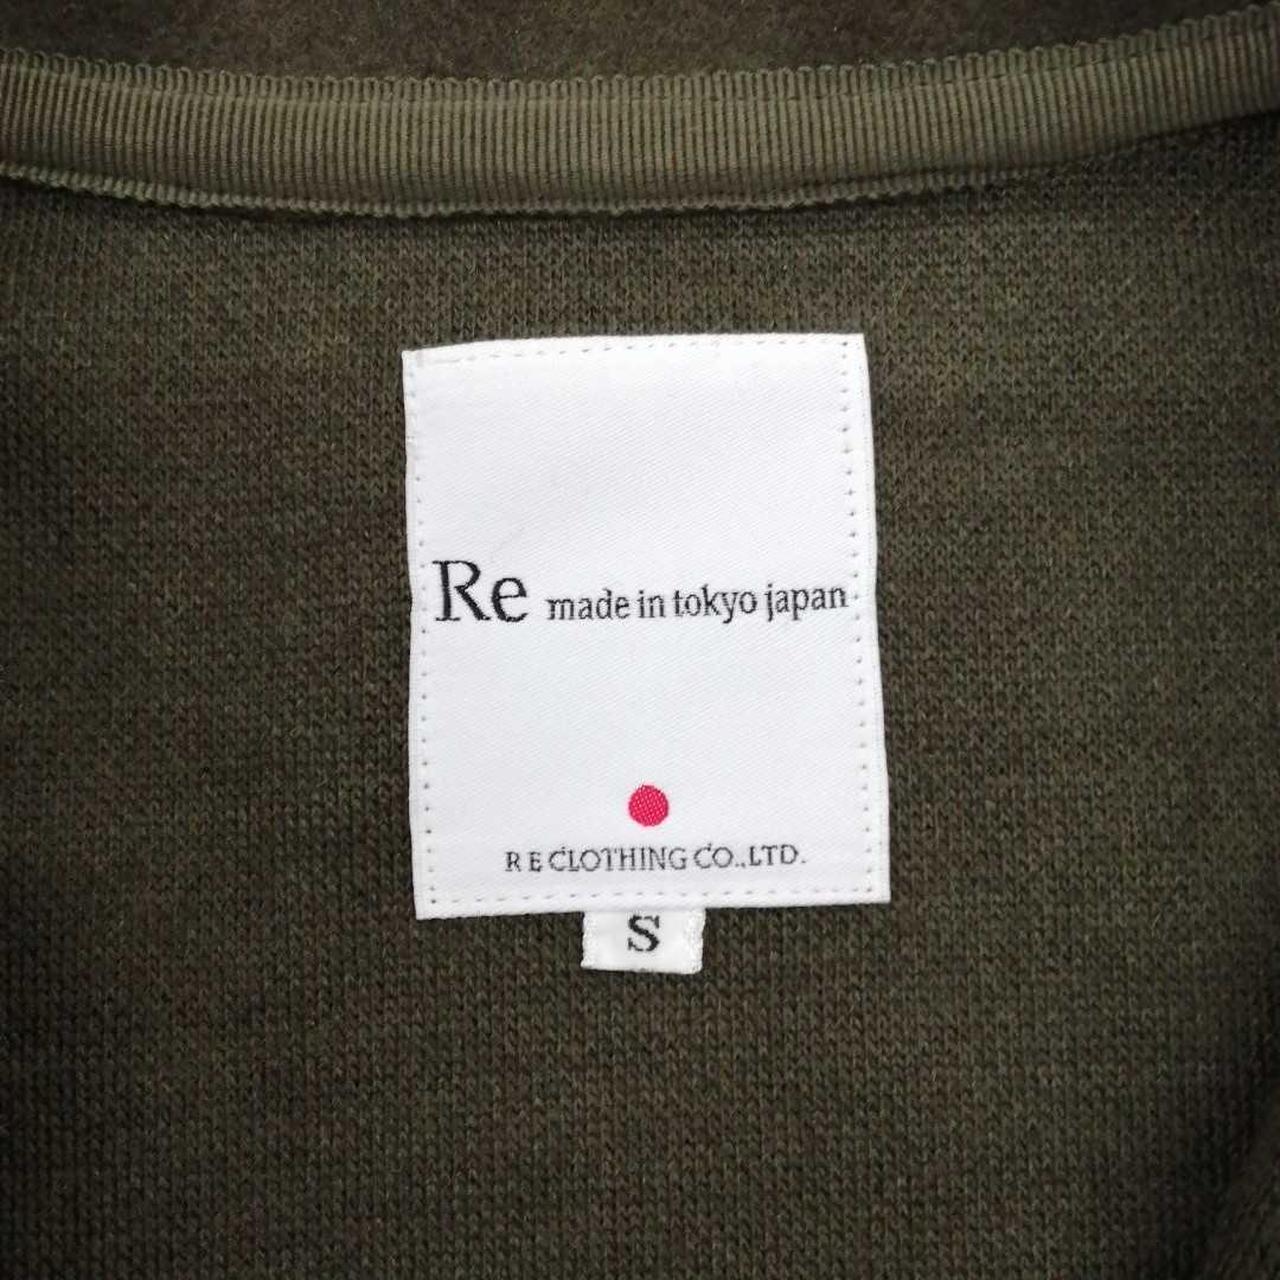 Re made in tokyo japan
R E CLOTHING CO.,LTD.
S